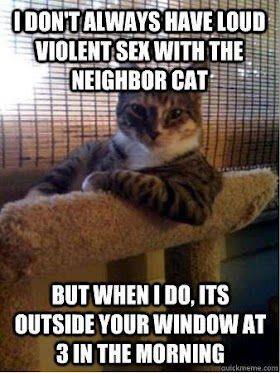 I DON'T ALWAYS HAVE LOUD
VIOLENT SEX WITH THE
NEIGHBOR CAT
BUT WHEN I DO, ITS
OUTSIDE YOUR WINDOW AT
3 IN THE MORNING
quickmeme.com